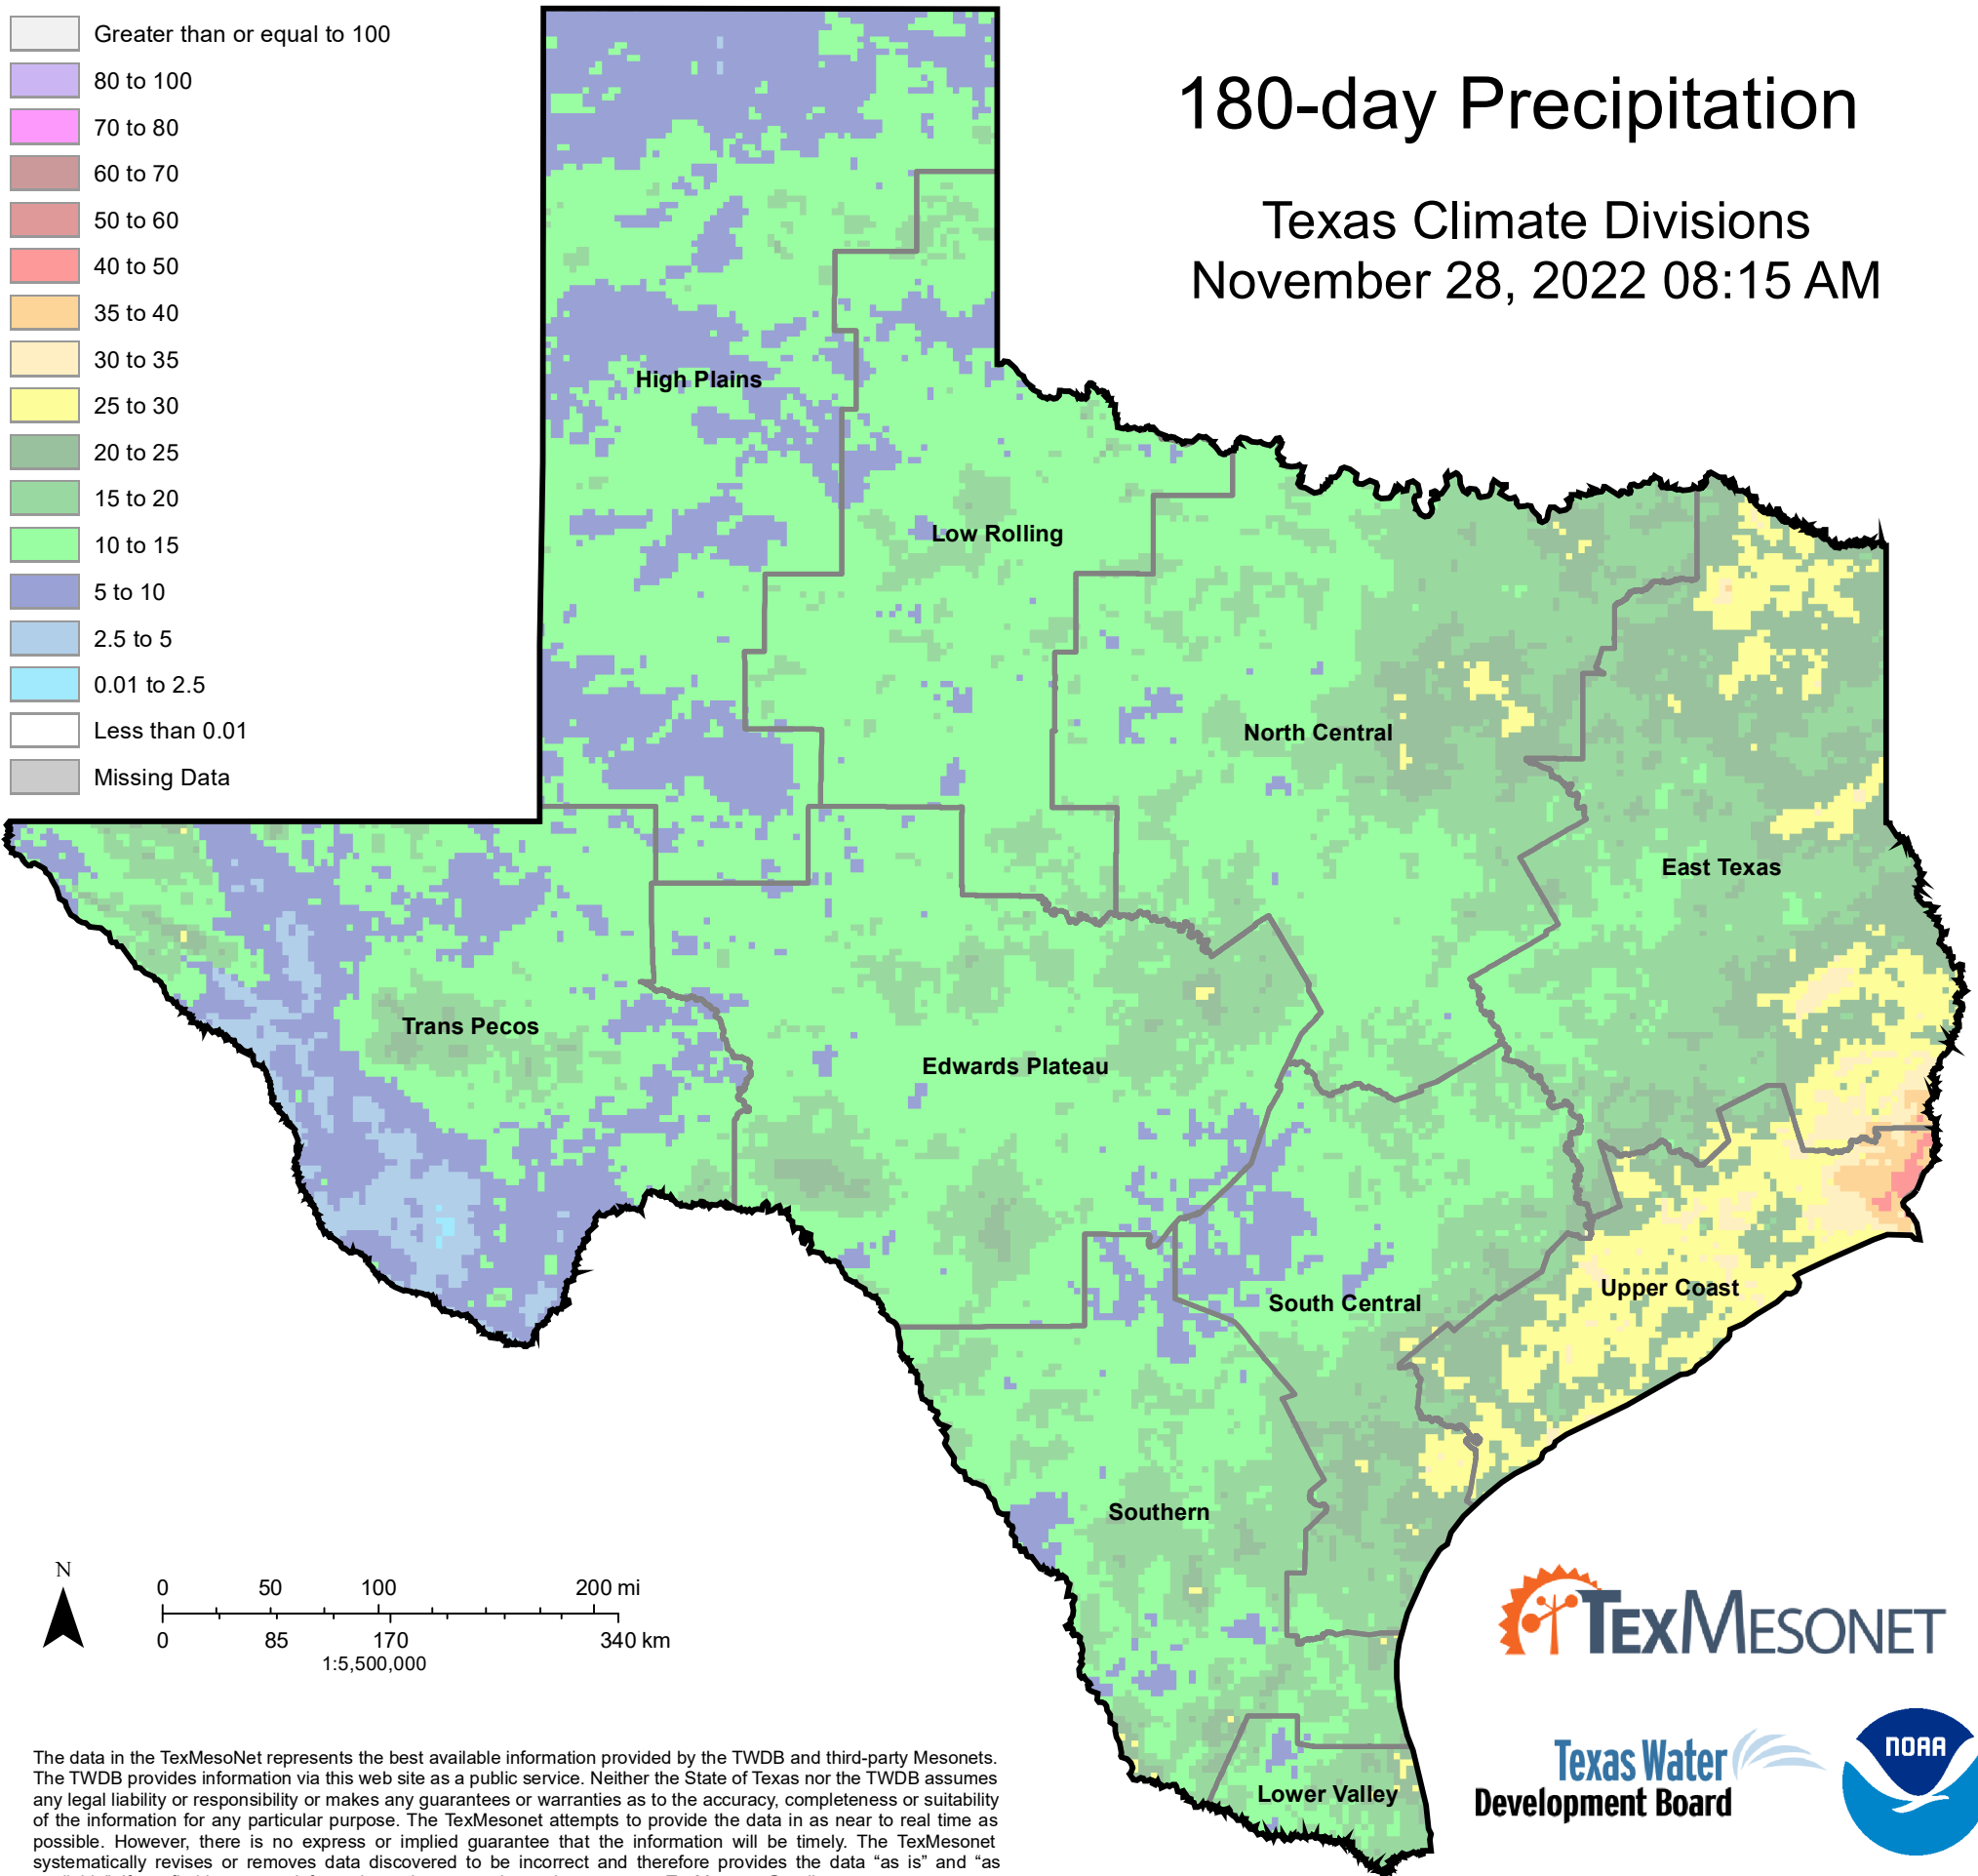 Greater than or equal to 100
80 to 100
70 to 80
60 to 70
50 to 60
40 to 50
35 to 40
30 to 35
25 to 30
20 to 25
15 to 20
10 to 15
5 to 10
2.5 to 5
0.01 to 2.5
Less than 0.01
Missing Data
180-day Precipitation
Texas Climate Divisions
November 28, 2022 08:15 AM
High Plains
Low Rolling
North Central
East Texas
Trans Pecos
Edwards Plateau
Upper Coast
South Central
Southern
Lower Valley
N
0 50 100 200 mi
0 85 170 340 km
1:5,500,000
TEXMESONET
Texas Water
Development Board
NOAA
The data in the TexMesoNet represents the best available information provided by the TWDB and third-party Mesonets.
The TWDB provides information via this web site as a public service. Neither the State of Texas nor the TWDB assumes
any legal liability or responsibility or makes any guarantees or warranties as to the accuracy, completeness or suitability
of the information for any particular purpose. The TexMesonet attempts to provide the data in as near to real time as
possible. However, there is no express or implied guarantee that the information will be timely. The TexMesonet
systematically revises or removes data discovered to be incorrect and therefore provides the data “as is” and “as